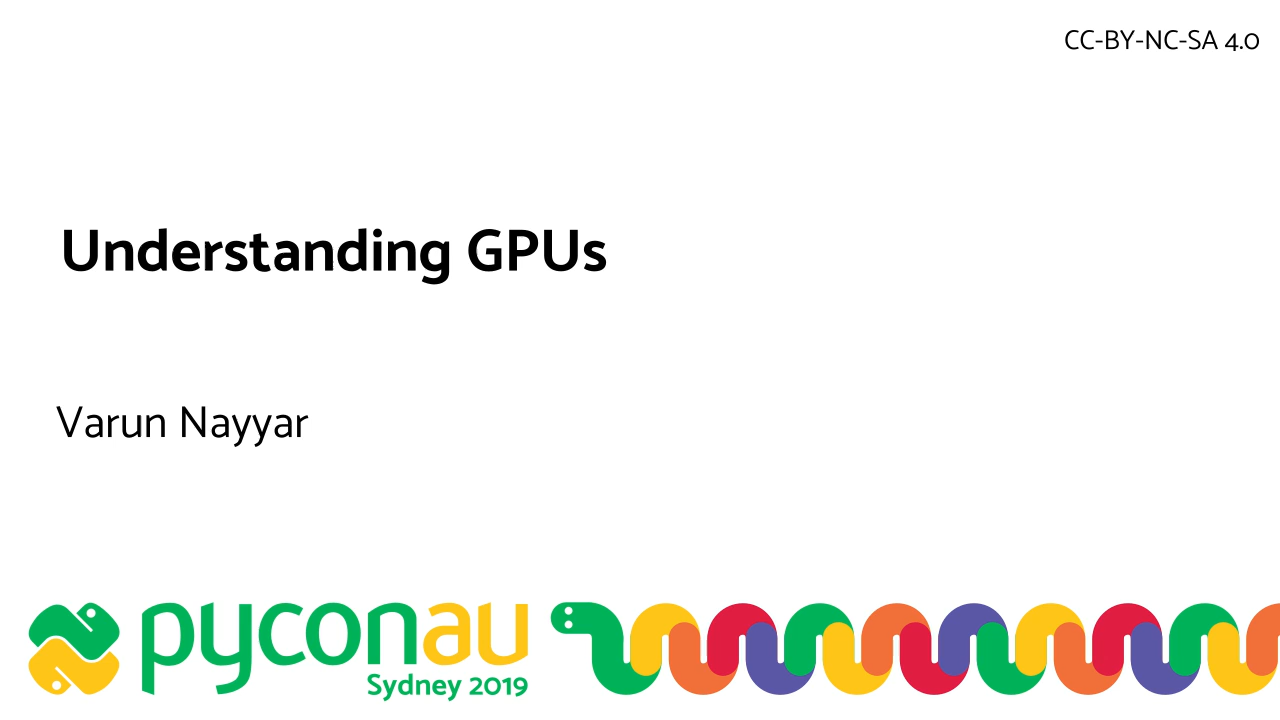 CC-BY-NC-SA 4.0
Understanding GPUs
Varun Nayyar
pyconau
Sydney 2019